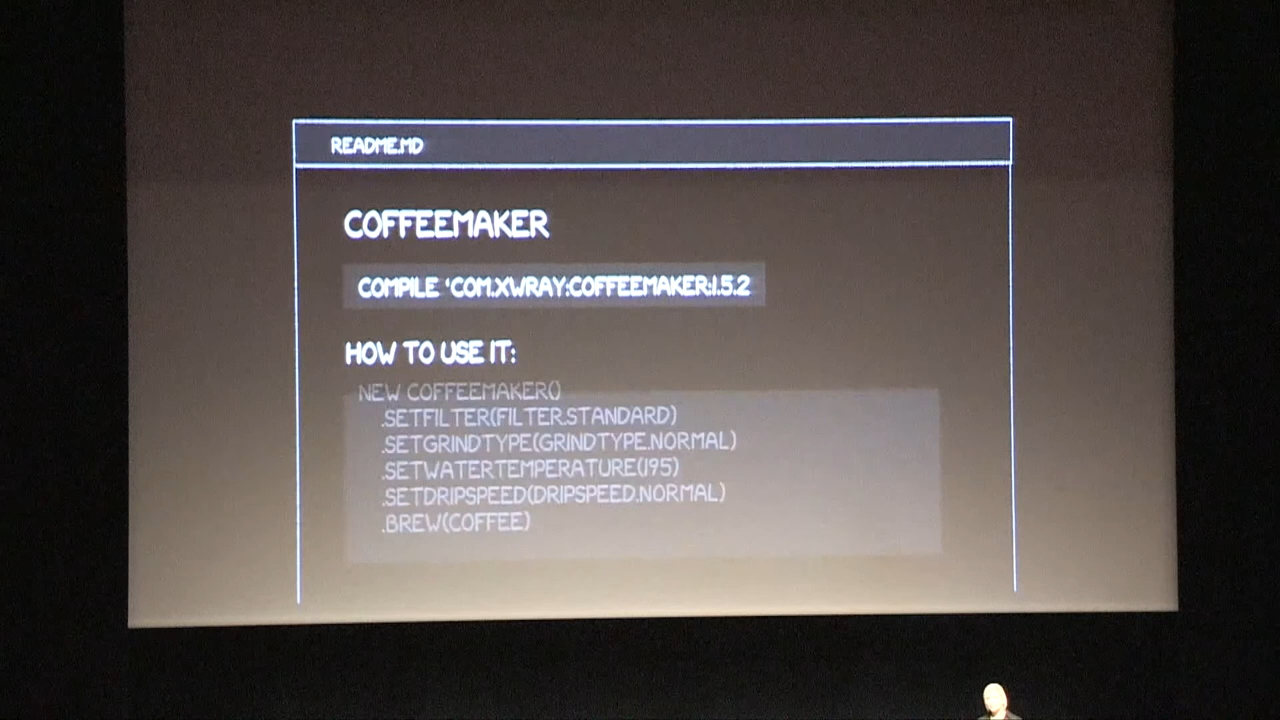 README.MD
COFFEEMAKER
COMPILE 'COM.XWRAY:COFFEEMAKER:1.5.2
HOW TO USE IT:
NEW COFFEEMAKER()
.SETFILTER(FILTER.STANDARD)
.SETGRINDTYPE(GRINDTYPE.NORMAL)
.SETWATERTEMPERATURE(195)
.SETDRIPSPEED(DRIPSPEED.NORMAL)
.BREW(COFFEE)